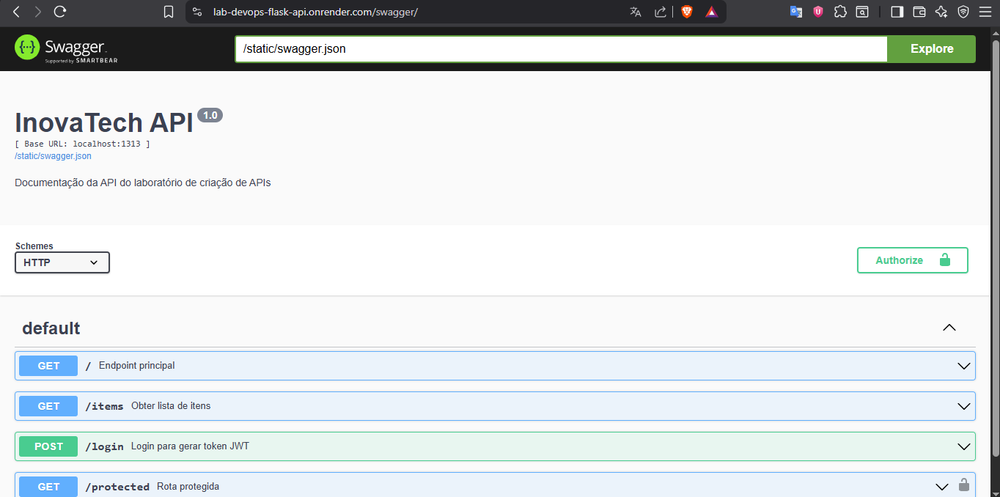 lab-devops-flask-api.onrender.com/swagger/
Swagger.
Supported by SMARTBEAR
/static/swagger.json
Explore
InovaTech API 1.0
[ Base URL: localhost:1313 ]
/static/swagger.json
Documentação da API do laboratório de criação de APIs
Schemes
HTTP
Authorize
default
GET / Endpoint principal
GET /items Obter lista de itens
POST /login Login para gerar token JWT
GET /protected Rota protegida